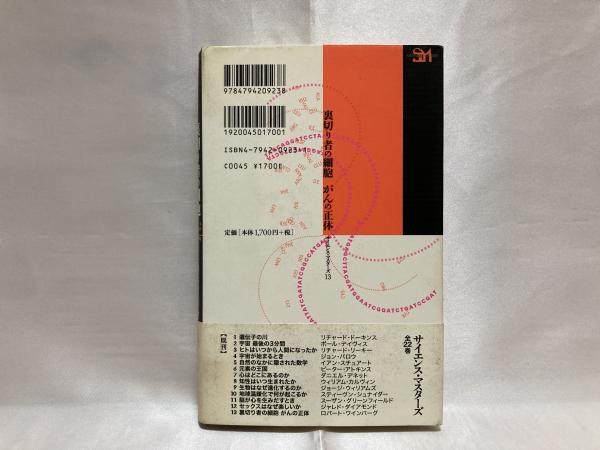 SM
9784794209238
1920045017001
ISBN4-7942-0923-4
C0045 ¥1700E
定価[本体1,700円+税]
裏切り者の細胞 がんの正体
サイエンス・マスターズ 13
サイエンス・マスターズ
全22巻
【既刊】
1 遺伝子の川 リチャード・ドーキンス
2 宇宙 最後の3分間 ポール・デイヴィス
3 ヒトはいつから人間になったか リチャード・リーキー
4 宇宙が始まるとき ジョン・バロウ
5 自然のなかに隠された数学 イアン・スチュアート
6 元素の王国 ピーター・アトキンス
7 心はどこにあるのか ダニエル・デネット
8 知性はいつ生まれたか ウィリアム・カルヴィン
9 生物はなぜ進化するのか ジョージ・ウィリアムズ
10 地球温暖化で何が起こるか スティーヴン・シュナイダー
11 脳が心を生みだすとき スーザン・グリーンフィールド
12 セックスはなぜ楽しいか ジャレド・ダイアモンド
13 裏切り者の細胞 がんの正体 ロバート・ワインバーグ